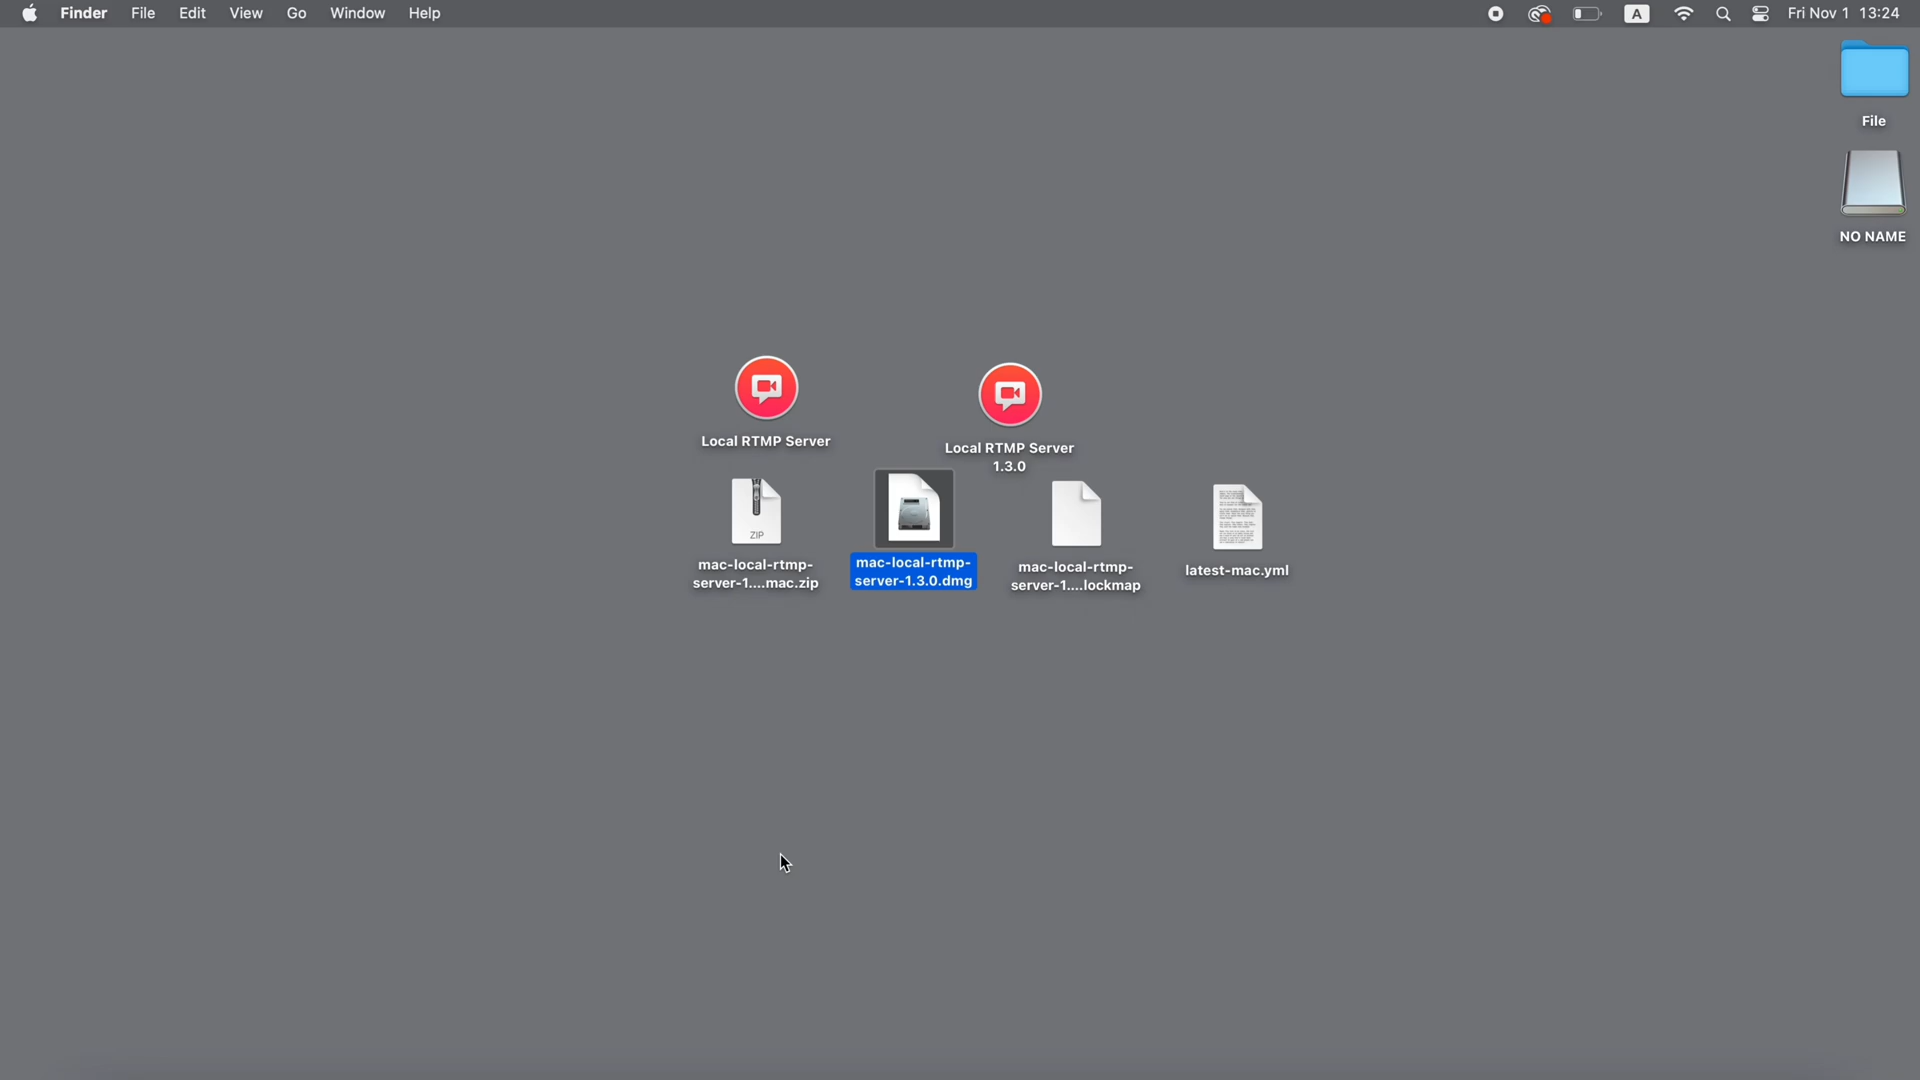 Finder File Edit View Go Window Help A Fri Nov 1 13:24
File
NO NAME
Local RTMP Server
Local RTMP Server
1.3.0
ZIP
mac-local-rtmp-
server-1....mac.zip
mac-local-rtmp-
server-1.3.0.dmg
mac-local-rtmp-
server-1....lockmap
latest-mac.yml